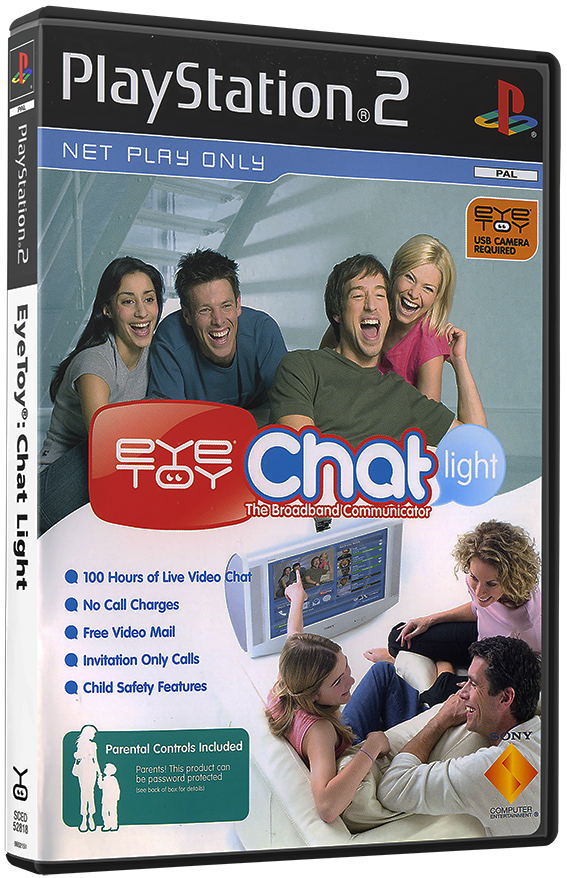 PAL
PlayStation.2
EyeToy®: Chat Light
SCED
52818
PlayStation®2
NET PLAY ONLY
PAL
EYE
TOY
USB CAMERA
REQUIRED
EYE
TOY®
Chat
light
The Broadband Communicator
100 Hours of Live Video Chat
No Call Charges
Free Video Mail
Invitation Only Calls
Child Safety Features
Parental Controls Included
Parents! This product can
be password protected
(see back of box for details)
SONY
COMPUTER
ENTERTAINMENT®